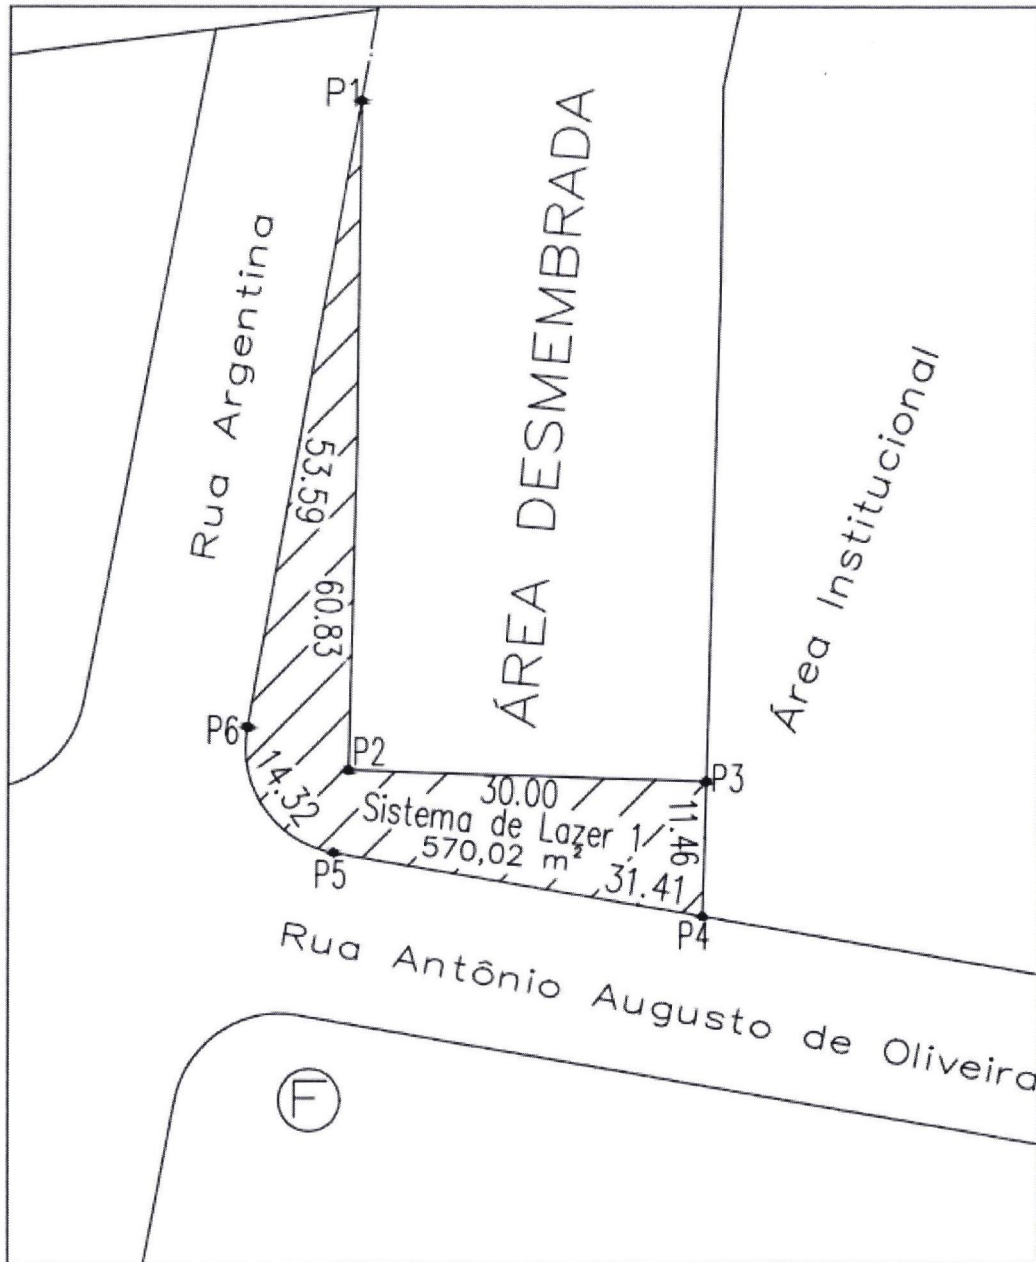 P1
Rua Argentina
ÁREA DESMEMBRADA
Área Institucional
53.59
60.83
P6
P2
P3
14.32
30.00
11.46
Sistema de Lazer 1
570,02 m²
31.41
P5
P4
Rua Antônio Augusto de Oliveira
F